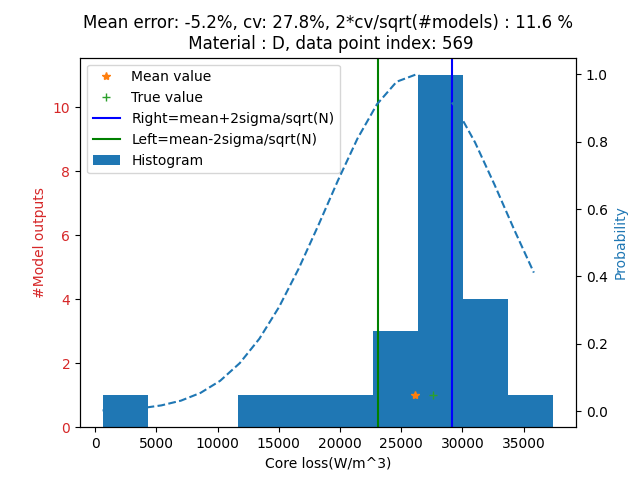 Mean error: -5.2%, cv: 27.8%, 2*cv/sqrt(#models) : 11.6 %
Material : D, data point index: 569
Mean value
True value
Right=mean+2sigma/sqrt(N)
Left=mean-2sigma/sqrt(N)
Histogram
#Model outputs
10
8
6
4
2
0
1.0
0.8
0.6
0.4
0.2
0.0
Probability
0
5000
10000
15000
20000
25000
30000
35000
Core loss(W/m^3)